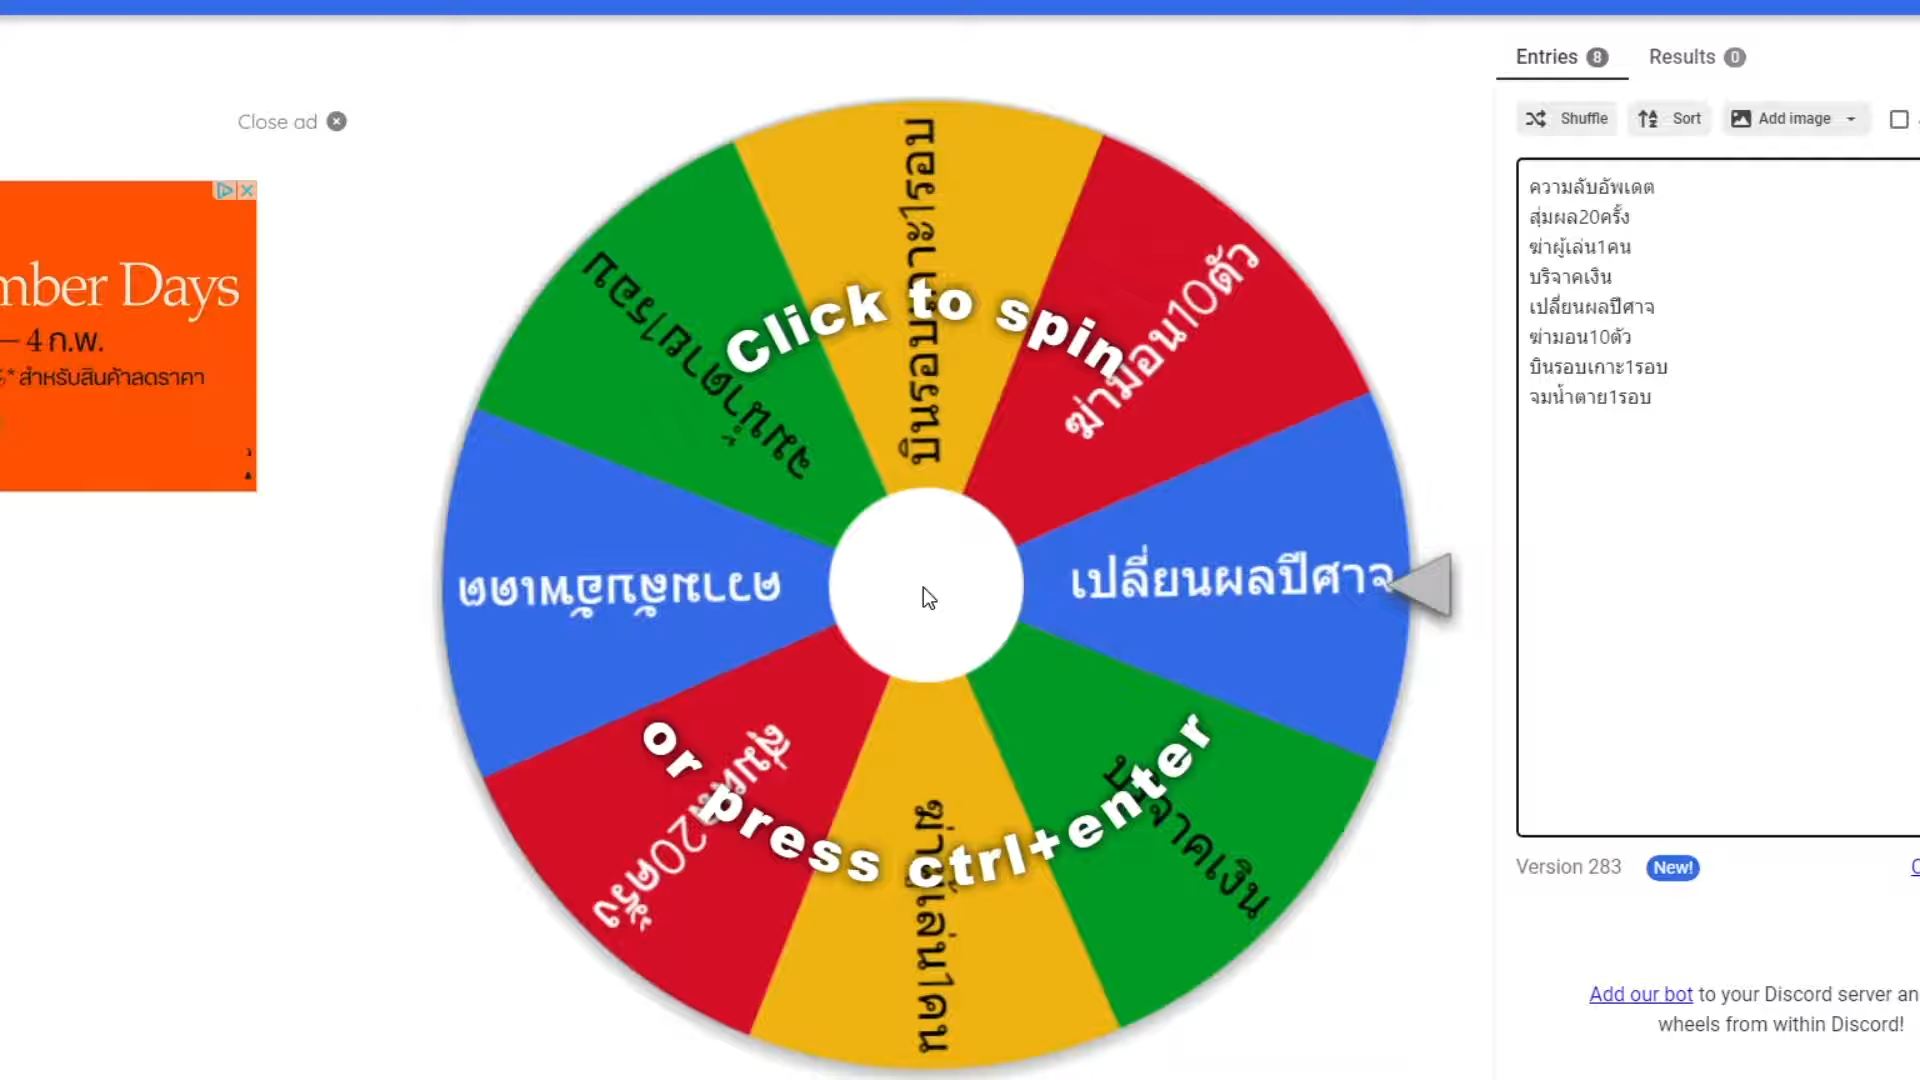 Entries 8
Results 0
Close ad
Shuffle
Sort
Add image
mber Days
– 4 ก.พ.
* สำหรับสินค้าลดราคา
บินรอบเกาะ1รอบ
ฆ่ามอน10ตัว
เปลี่ยนผลปีศาจ
บริจาคเงิน
ฆ่าผู้เล่น1คน
สุ่มผล20ครั้ง
ความลับอัพเดต
จมน้ำตาย1รอบ
Click to spin
or press ctrl+enter
ความลับอัพเดต
สุ่มผล20ครั้ง
ฆ่าผู้เล่น1คน
บริจาคเงิน
เปลี่ยนผลปีศาจ
ฆ่ามอน10ตัว
บินรอบเกาะ1รอบ
จมน้ำตาย1รอบ
Version 283
New!
Add our bot to your Discord server an
wheels from within Discord!